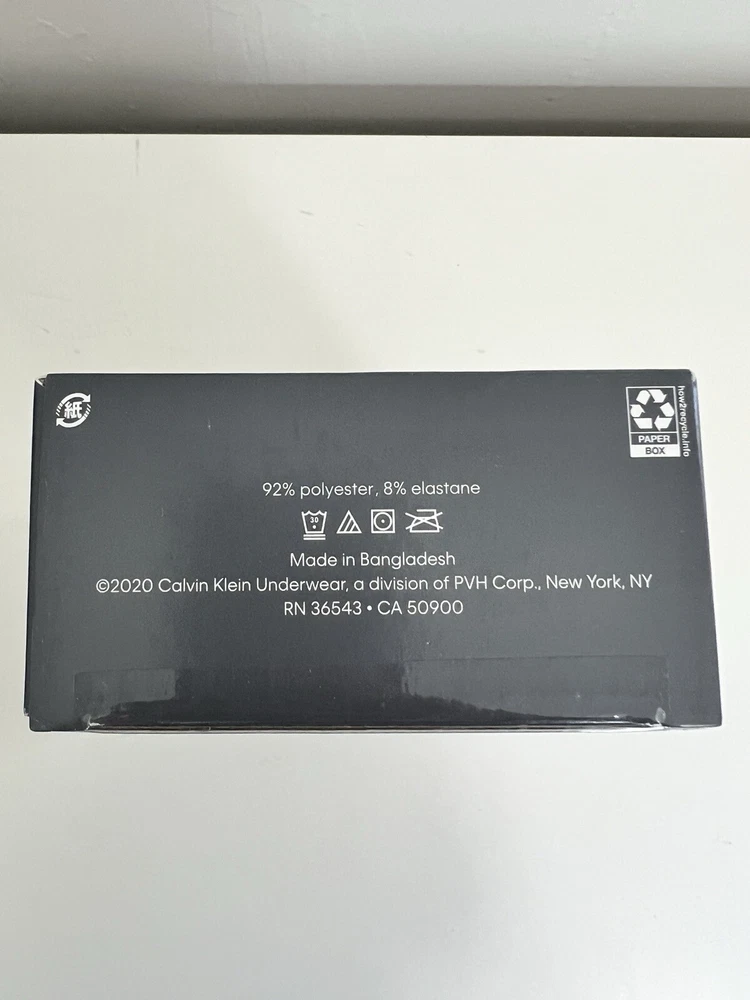 紙
PAPER
BOX
how2recycle.info
92% polyester, 8% elastane
30
Made in Bangladesh
©2020 Calvin Klein Underwear, a division of PVH Corp., New York, NY
RN 36543 • CA 50900